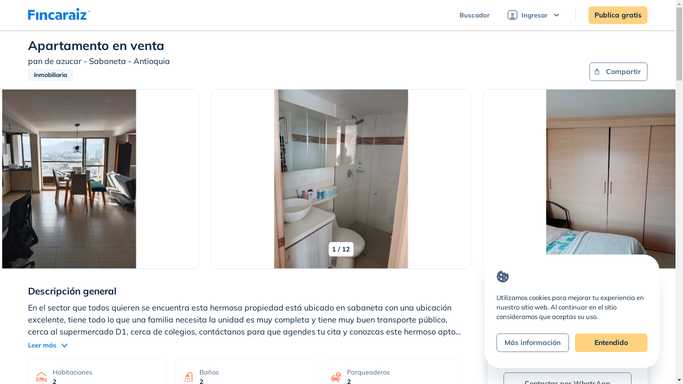 Fincaraiz
Buscador
Ingresar
Publica gratis
Apartamento en venta
pan de azucar - Sabaneta - Antioquia
Inmobiliaria
Compartir
1 / 12
Descripción general
En el sector que todos quieren se encuentra esta hermosa propiedad está ubicado en sabaneta con una ubicación
excelente, tiene todo lo que una familia necesita la unidad es muy completa y tiene muy buen transporte público,
cerca al supermercado D1, cerca de colegios, contáctanos para que agendes tu cita y conozcas este hermoso apto...
Leer más
Habitaciones
2
Baños
2
Parqueaderos
2
Utilizamos cookies para mejorar tu experiencia en
nuestro sitio web. Al continuar en el sitio
consideramos que aceptas su uso.
Más información
Entendido
Contactar por WhatsApp